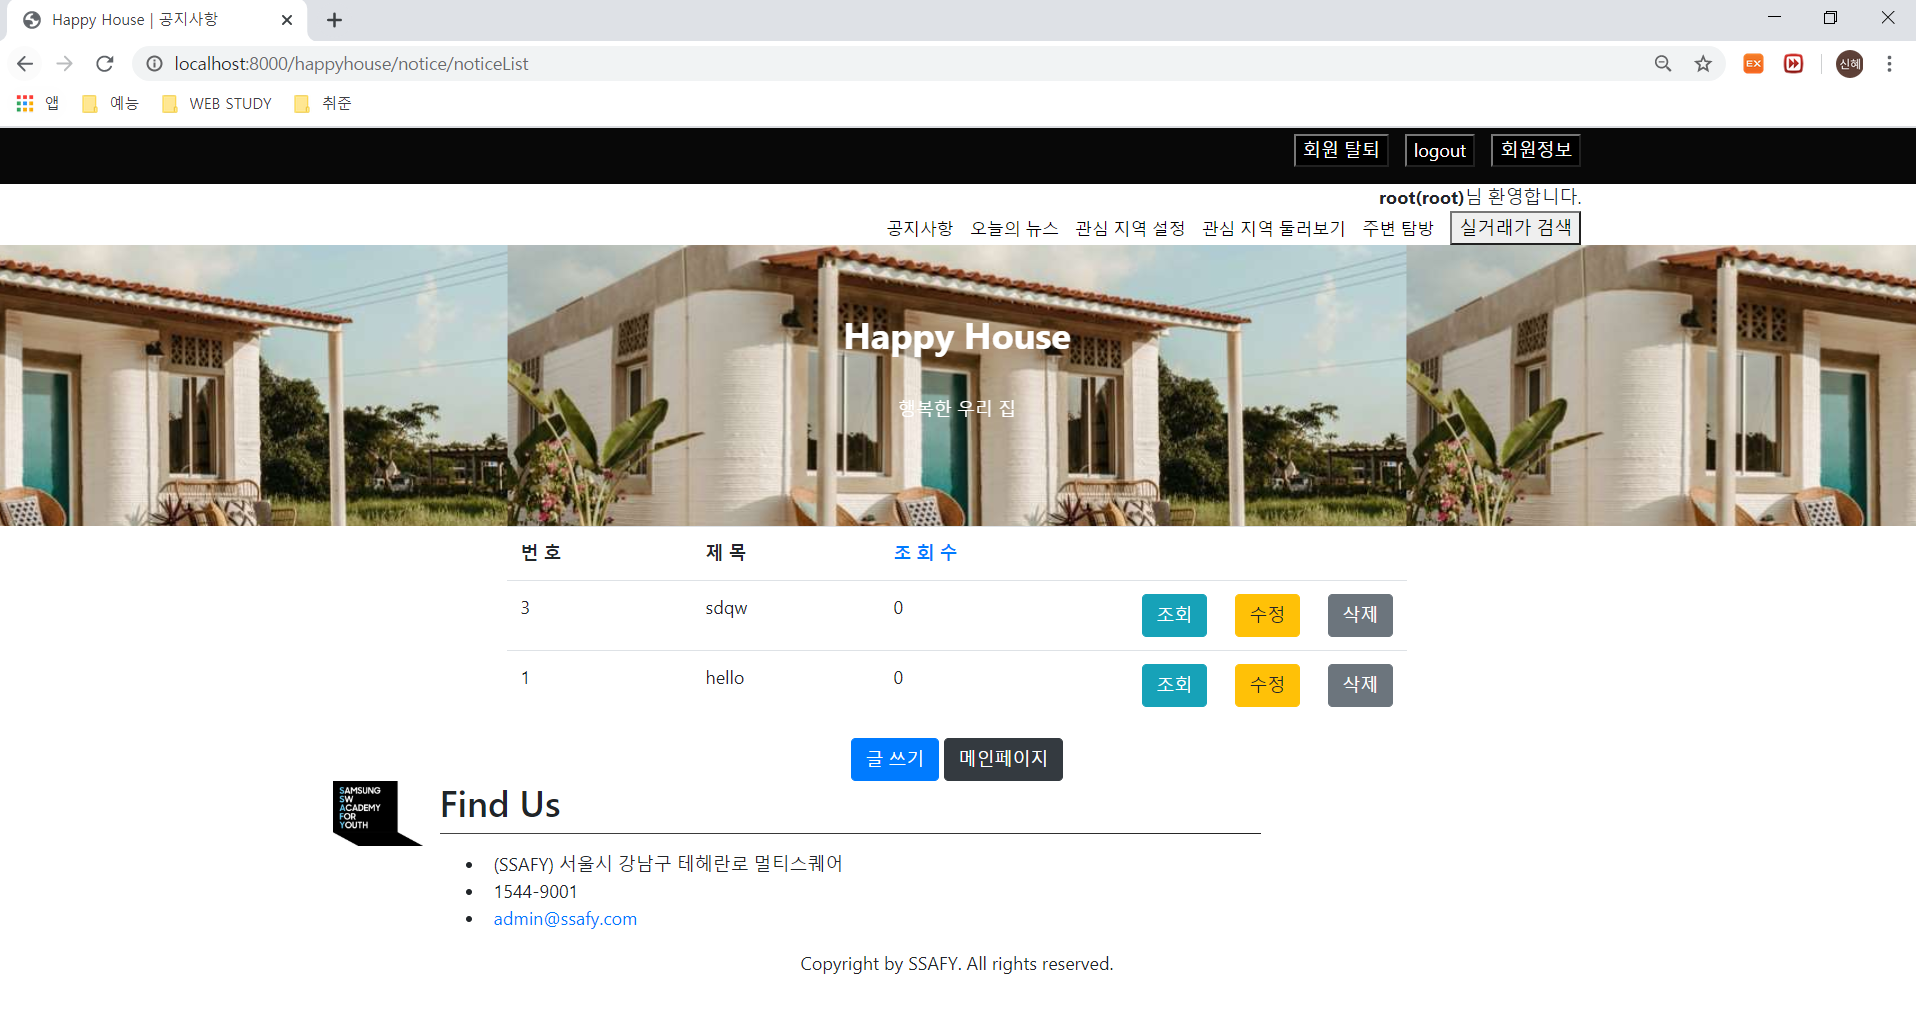 Happy House | 공지사항
localhost:8000/happyhouse/notice/noticeList
EX
신혜
앱 예능 WEB STUDY 취준
회원 탈퇴 logout 회원정보
root(root)님 환영합니다.
공지사항 오늘의 뉴스 관심 지역 설정 관심 지역 둘러보기 주변 탐방 실거래가 검색
Happy House
행복한 우리 집
번 호 제 목 조 회 수
3 sdqw 0 조회 수정 삭제
1 hello 0 조회 수정 삭제
글 쓰기 메인페이지
SAMSUNG
SW
ACADEMY
FOR
YOUTH
Find Us
(SSAFY) 서울시 강남구 테헤란로 멀티스퀘어
1544-9001
admin@ssafy.com
Copyright by SSAFY. All rights reserved.